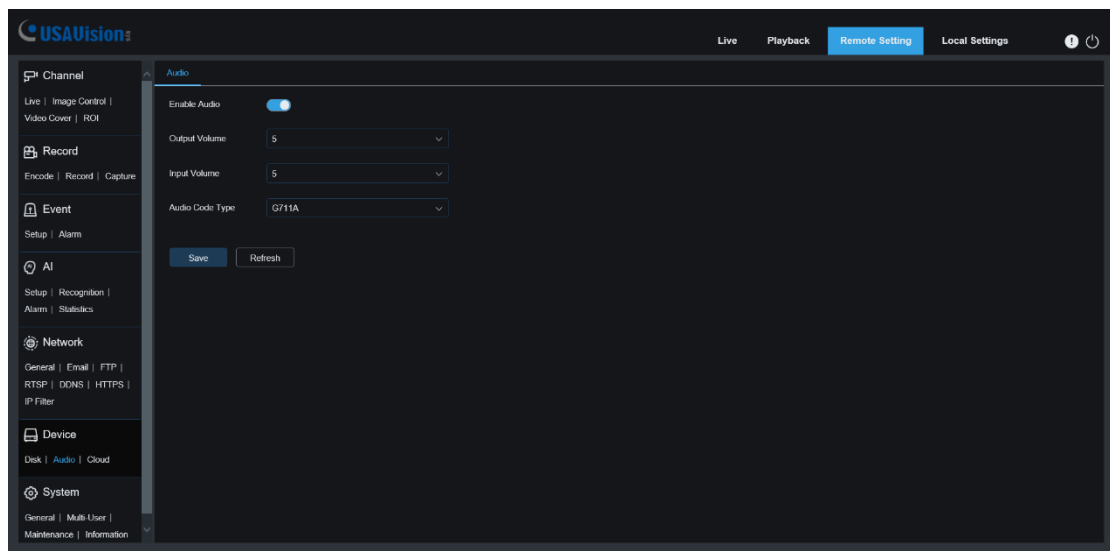 USAVision
Live Playback Remote Setting Local Settings
Channel
Live | Image Control |
Video Cover | ROI
Record
Encode | Record | Capture
Event
Setup | Alarm
AI
Setup | Recognition |
Alarm | Statistics
Network
General | Email | FTP |
RTSP | DDNS | HTTPS |
IP Filter
Device
Disk | Audio | Cloud
System
General | Multi-User |
Maintenance | Information
Audio
Enable Audio
Output Volume 5
Input Volume 5
Audio Code Type G711A
Save Refresh